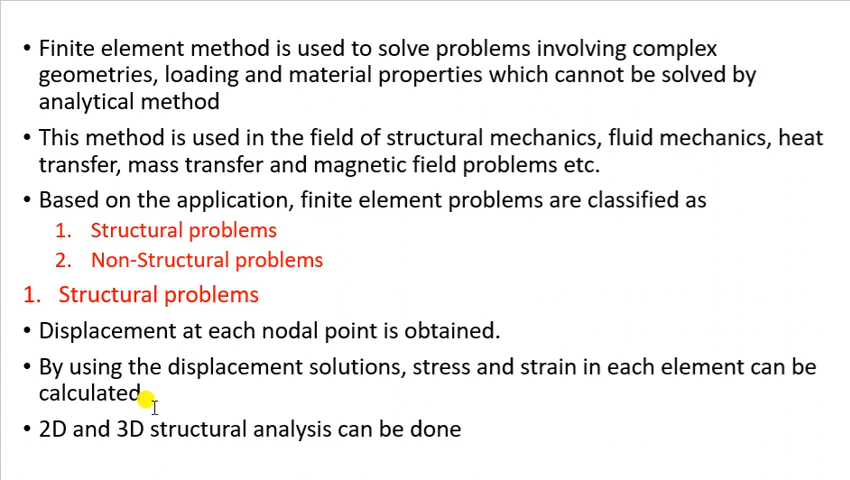 • Finite element method is used to solve problems involving complex
geometries, loading and material properties which cannot be solved by
analytical method
• This method is used in the field of structural mechanics, fluid mechanics, heat
transfer, mass transfer and magnetic field problems etc.
• Based on the application, finite element problems are classified as
1. Structural problems
2. Non-Structural problems
1. Structural problems
• Displacement at each nodal point is obtained.
• By using the displacement solutions, stress and strain in each element can be
calculated
• 2D and 3D structural analysis can be done